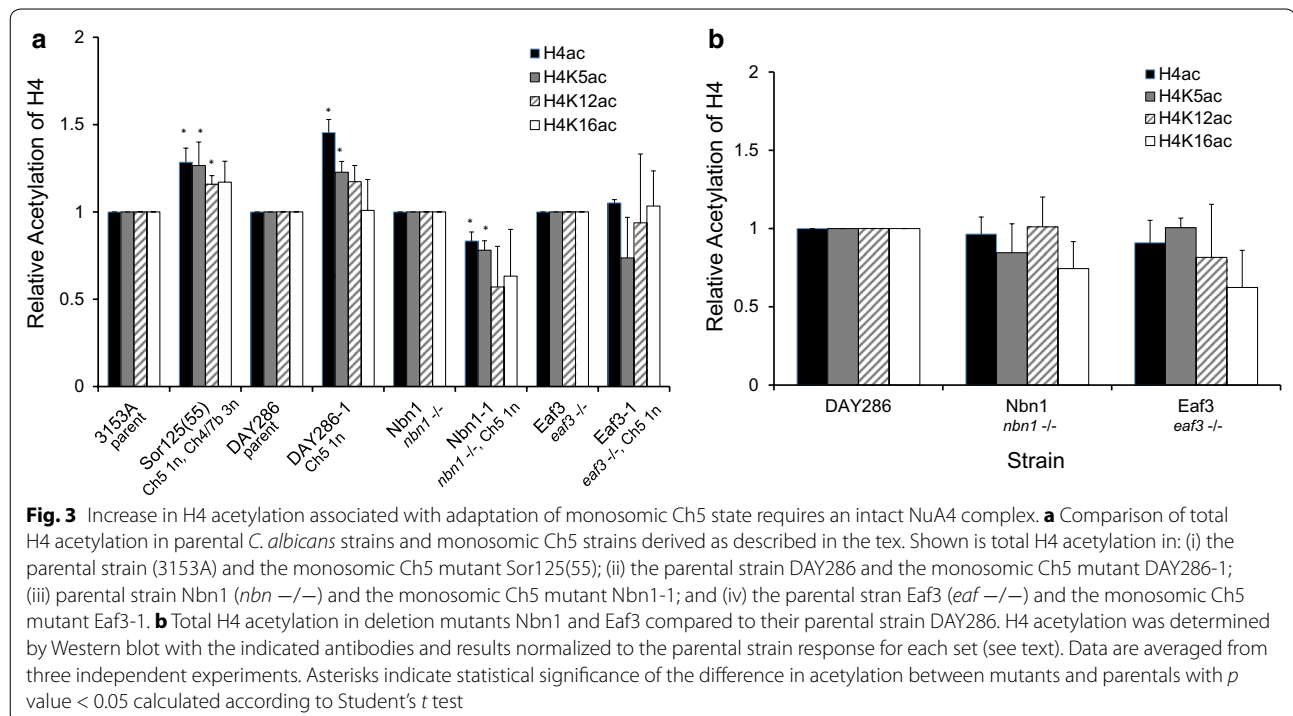 a
2
1.5
1
0.5
0
Relative Acetylation of H4
H4ac
H4K5ac
H4K12ac
H4K16ac
* * *
* *
* *
3153A
parent
Sor125(55)
Ch5 1n, Ch4/7b 3n
DAY286
parent
DAY286-1
Ch5 1n
Nbn1
nbn1 -/-
Nbn1-1
nbn1 -/-, Ch5 1n
Eaf3
eaf3 -/-
Eaf3-1
eaf3 -/-, Ch5 1n
b
2
1.5
1
0.5
0
Relative Acetylation of H4
H4ac
H4K5ac
H4K12ac
H4K16ac
DAY286
Nbn1
nbn1 -/-
Eaf3
eaf3 -/-
Strain
Fig. 3 Increase in H4 acetylation associated with adaptation of monosomic Ch5 state requires an intact NuA4 complex. a Comparison of total
H4 acetylation in parental C. albicans strains and monosomic Ch5 strains derived as described in the tex. Shown is total H4 acetylation in: (i) the
parental strain (3153A) and the monosomic Ch5 mutant Sor125(55); (ii) the parental strain DAY286 and the monosomic Ch5 mutant DAY286-1;
(iii) parental strain Nbn1 (nbn −/−) and the monosomic Ch5 mutant Nbn1-1; and (iv) the parental stran Eaf3 (eaf −/−) and the monosomic Ch5
mutant Eaf3-1. b Total H4 acetylation in deletion mutants Nbn1 and Eaf3 compared to their parental strain DAY286. H4 acetylation was determined
by Western blot with the indicated antibodies and results normalized to the parental strain response for each set (see text). Data are averaged from
three independent experiments. Asterisks indicate statistical significance of the difference in acetylation between mutants and parentals with p
value < 0.05 calculated according to Student's t test